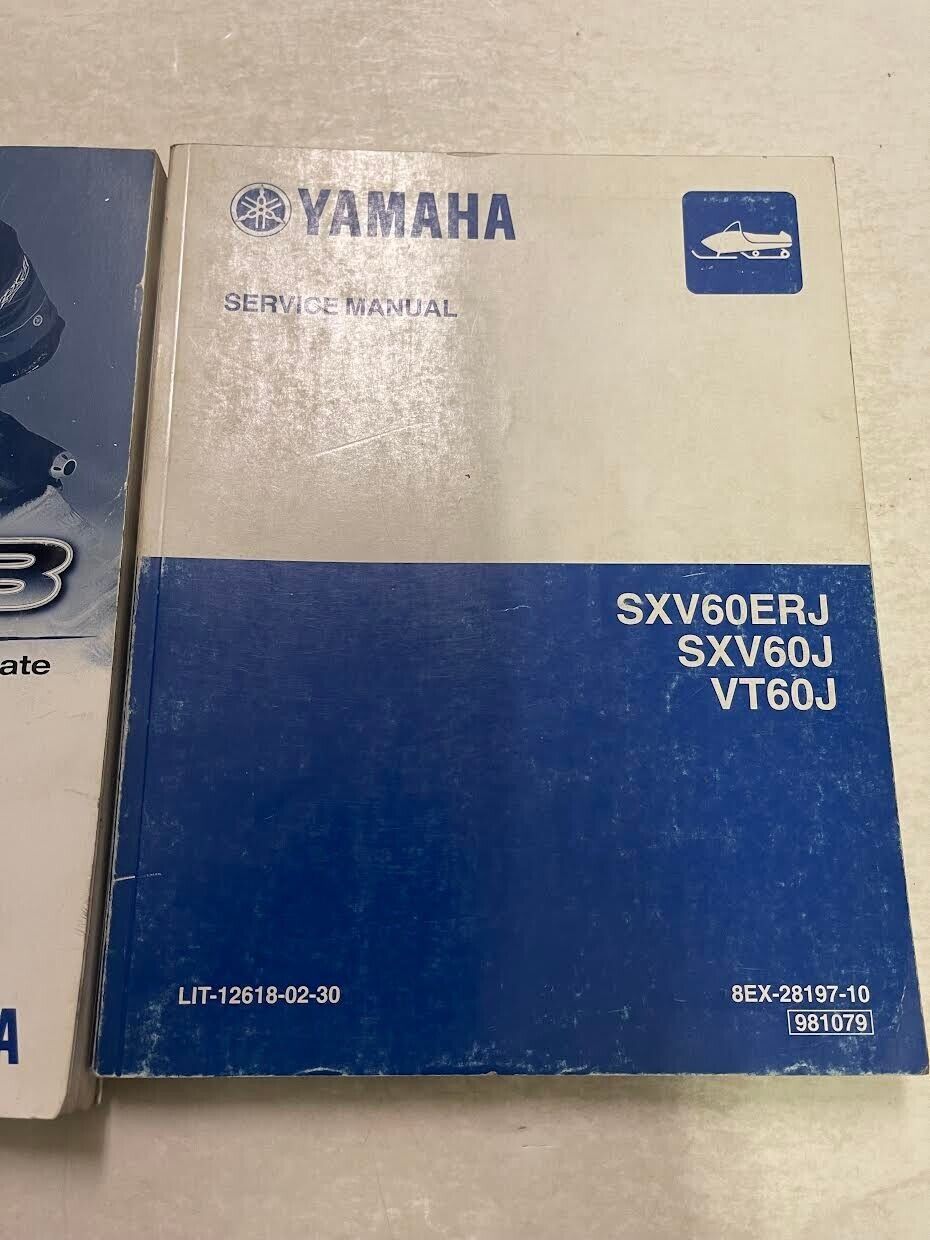 YAMAHA
SERVICE MANUAL
SXV60ERJ
SXV60J
VT60J
LIT-12618-02-30
8EX-28197-10
981079
B
ate
A